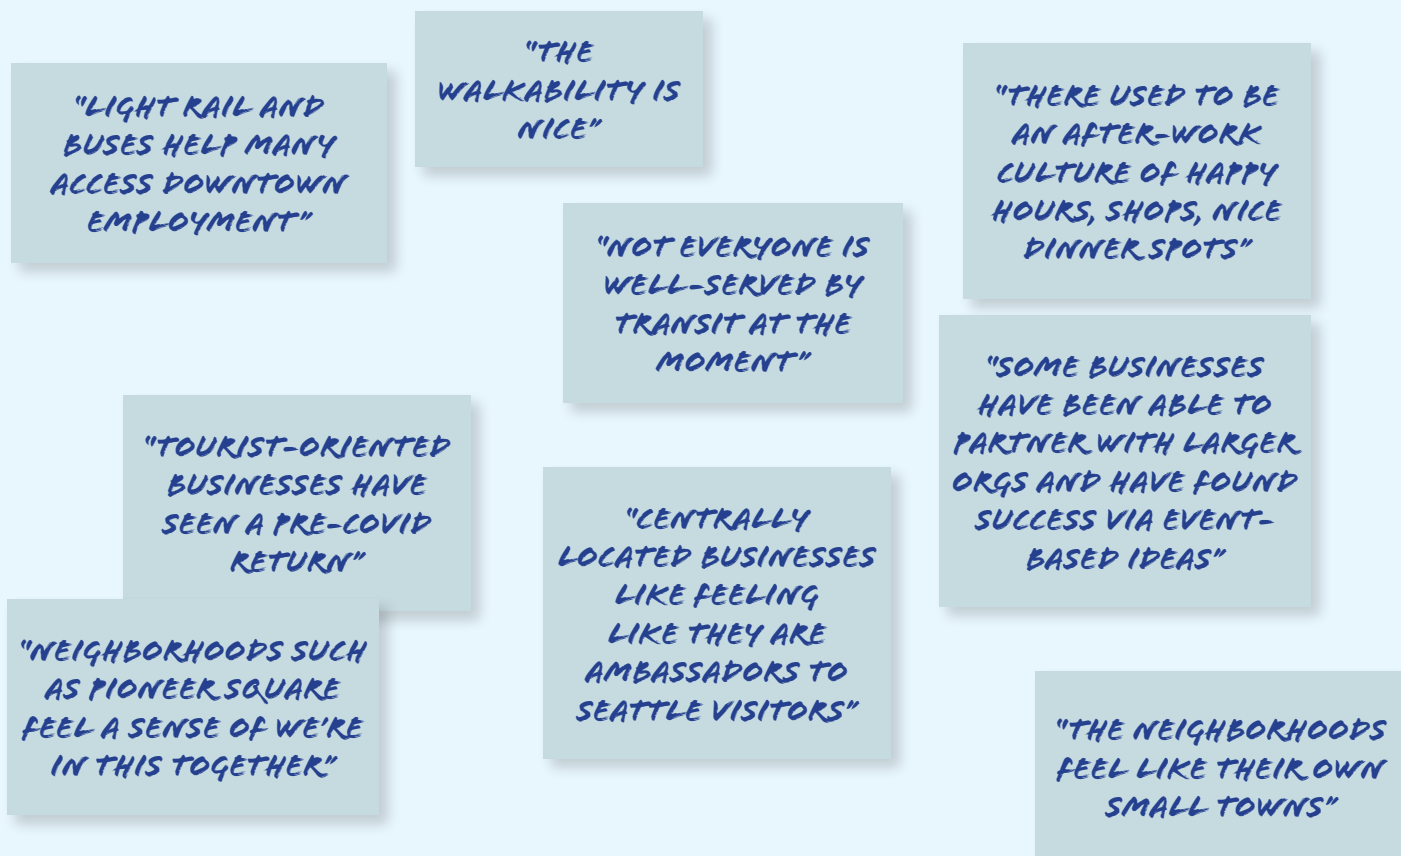 "LIGHT RAIL AND
BUSES HELP MANY
ACCESS DOWNTOWN
EMPLOYMENT"
"THE
WALKABILITY IS
NICE"
"THERE USED TO BE
AN AFTER-WORK
CULTURE OF HAPPY
HOURS, SHOPS, NICE
DINNER SPOTS"
"NOT EVERYONE IS
WELL-SERVED BY
TRANSIT AT THE
MOMENT"
"SOME BUSINESSES
HAVE BEEN ABLE TO
PARTNER WITH LARGER
ORGS AND HAVE FOUND
SUCCESS VIA EVENT-
BASED IDEAS"
"TOURIST-ORIENTED
BUSINESSES HAVE
SEEN A PRE-COVID
RETURN"
"CENTRALLY
LOCATED BUSINESSES
LIKE FEELING
LIKE THEY ARE
AMBASSADORS TO
SEATTLE VISITORS"
"NEIGHBORHOODS SUCH
AS PIONEER SQUARE
FEEL A SENSE OF WE'RE
IN THIS TOGETHER"
"THE NEIGHBORHOODS
FEEL LIKE THEIR OWN
SMALL TOWNS"